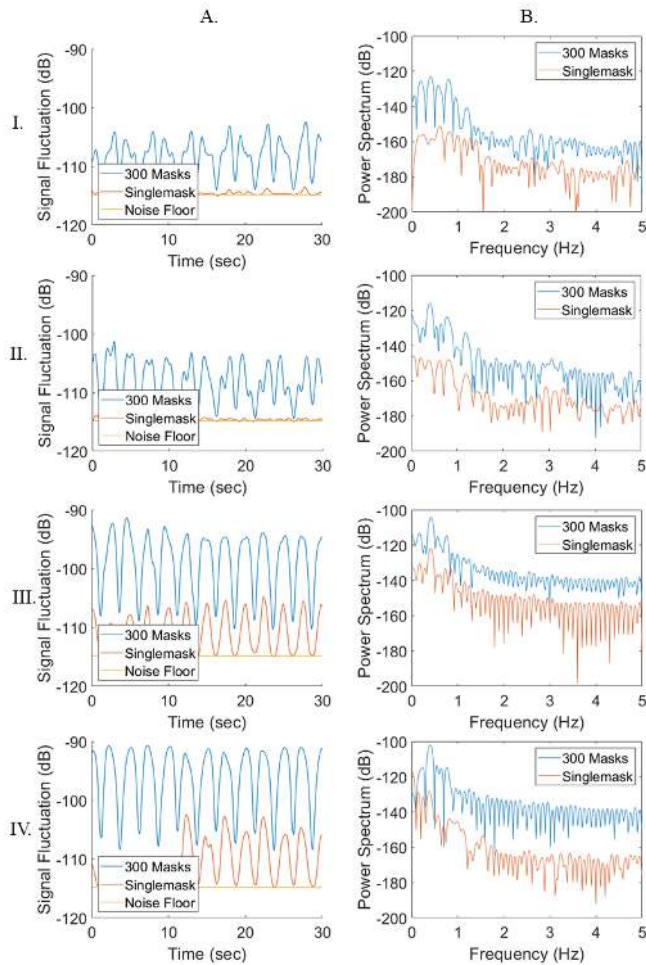 A.
B.
I.
Signal Fluctuation (dB)
-90
-100
-110
-120
300 Masks
Singlemask
Noise Floor
0
10
20
30
Time (sec)
Power Spectrum (dB)
-100
-120
-140
-160
-180
-200
300 Masks
Singlemask
0
1
2
3
4
5
Frequency (Hz)
II.
Signal Fluctuation (dB)
-90
-100
-110
-120
300 Masks
Singlemask
Noise Floor
0
10
20
30
Time (sec)
Power Spectrum (dB)
-100
-120
-140
-160
-180
-200
300 Masks
Singlemask
0
1
2
3
4
5
Frequency (Hz)
III.
Signal Fluctuation (dB)
-90
-100
-110
-120
300 Masks
Singlemask
Noise Floor
0
10
20
30
Time (sec)
Power Spectrum (dB)
-100
-120
-140
-160
-180
-200
300 Masks
Singlemask
0
1
2
3
4
5
Frequency (Hz)
IV.
Signal Fluctuation (dB)
-90
-100
-110
-120
300 Masks
Singlemask
Noise Floor
0
10
20
30
Time (sec)
Power Spectrum (dB)
-100
-120
-140
-160
-180
-200
300 Masks
Singlemask
0
1
2
3
4
5
Frequency (Hz)